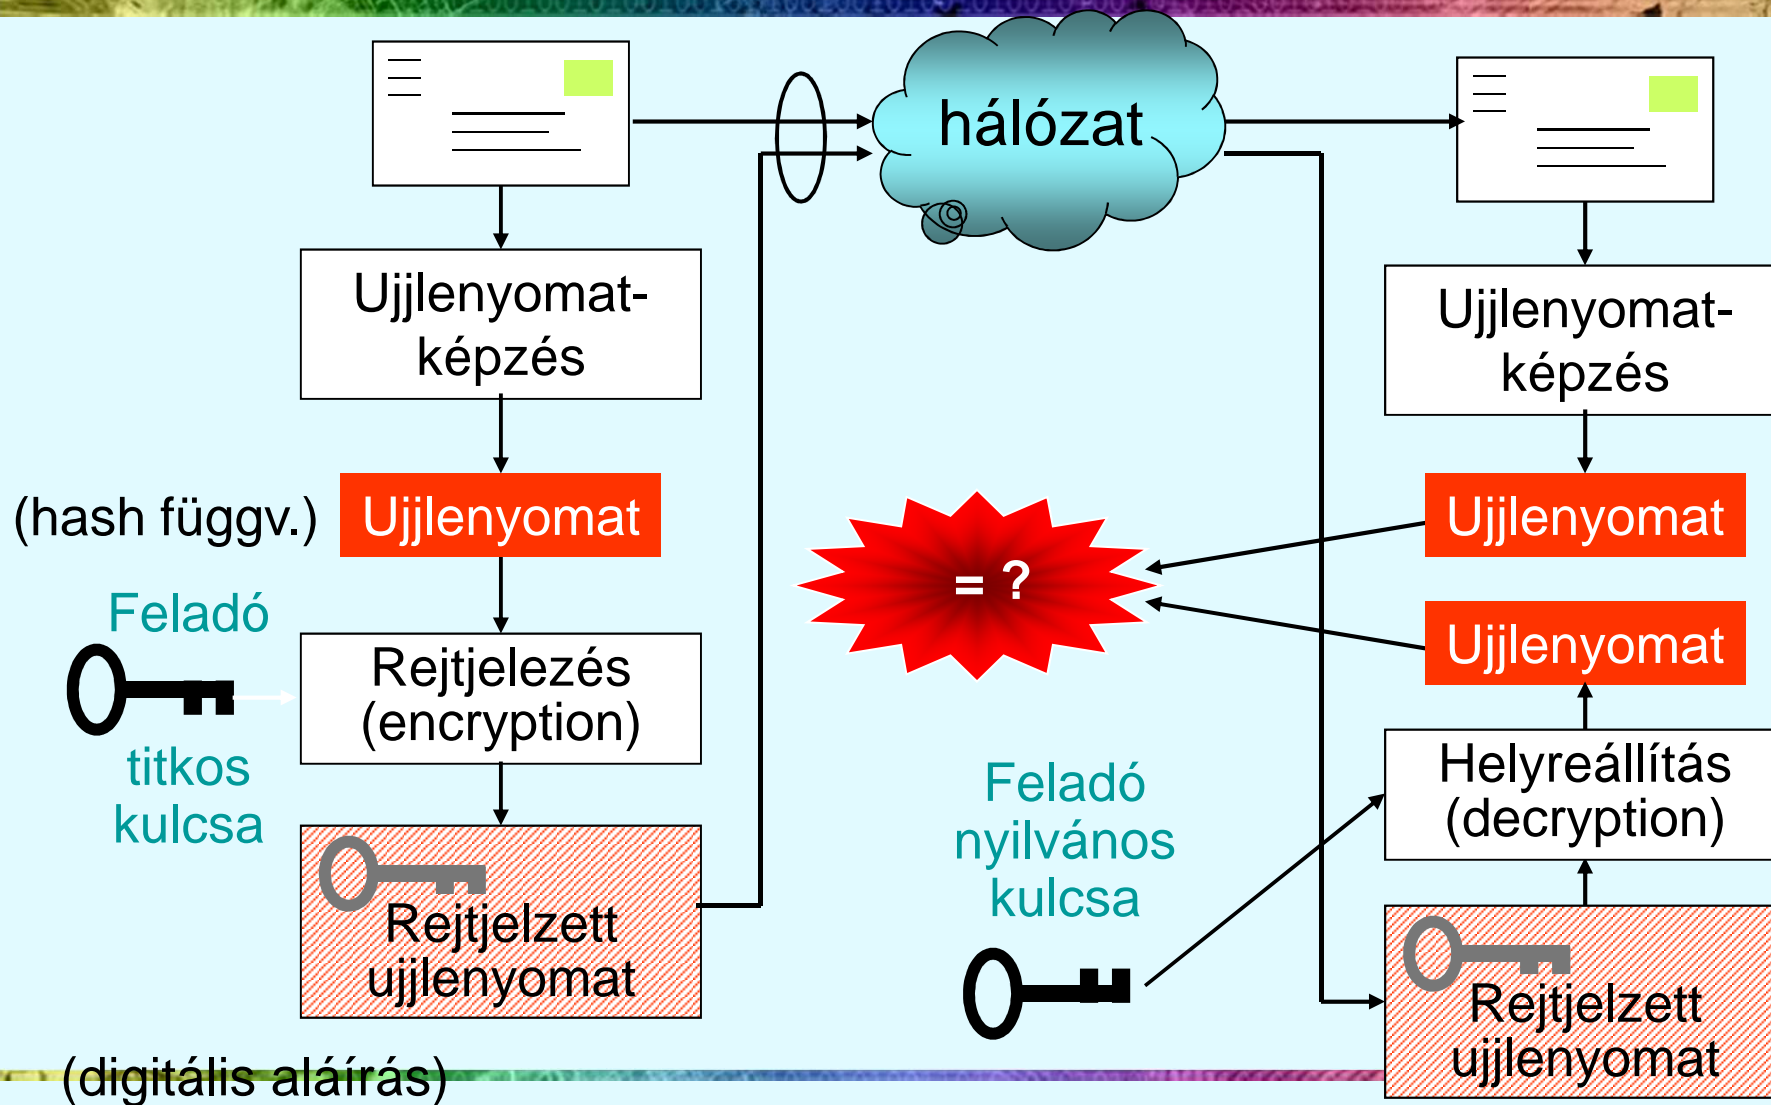 hálózat
Ujjlenyomat-
képzés
(hash függv.)
Ujjlenyomat
Feladó
titkos
kulcsa
Rejtjelezés
(encryption)
Rejtjelzett
ujjlenyomat
(digitális aláírás)
= ?
Feladó
nyilvános
kulcsa
Ujjlenyomat-
képzés
Ujjlenyomat
Ujjlenyomat
Helyreállítás
(decryption)
Rejtjelzett
ujjlenyomat